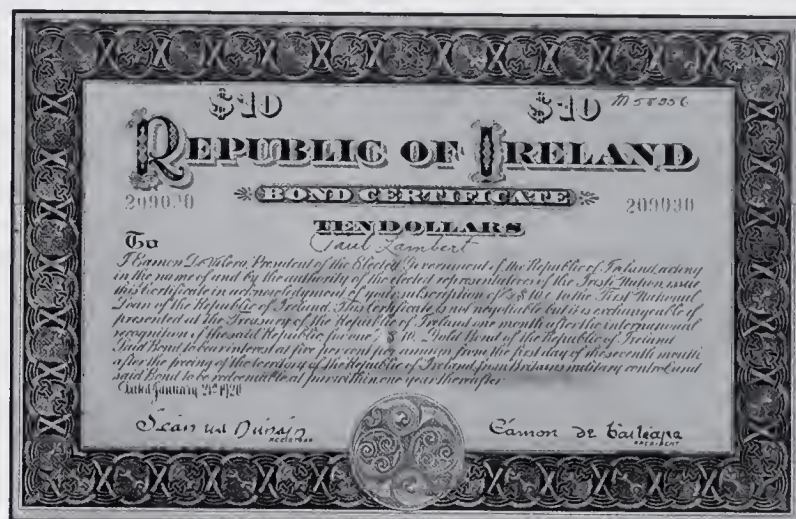 $10 $10 M58956
REPUBLIC OF IRELAND
BOND CERTIFICATE
209030 209030
TEN DOLLARS
To Paul Lambert
I Eamon De Valera, President of the Elected Government of the Republic of Ireland, acting
in the name of and by the authority of the elected representatives of the Irish Nation issue
this Certificate in acknowledgment of your subscription of $10 to the First National
Loan of the Republic of Ireland. This Certificate is not negotiable but is exchangeable if
presented at the Treasury of the Republic of Ireland one month after the international
recognition of the said Republic for one $10. Gold Bond of the Republic of Ireland
Said Bond to bear interest at five percent per annum from the first day of the seventh month
after the freeing of the territory of the Republic of Ireland from Britain's military control and
said Bond to be redeemable at par within one year thereafter
Dated January 21st 1920
REGISTRAR Éamon de PRESIDENT